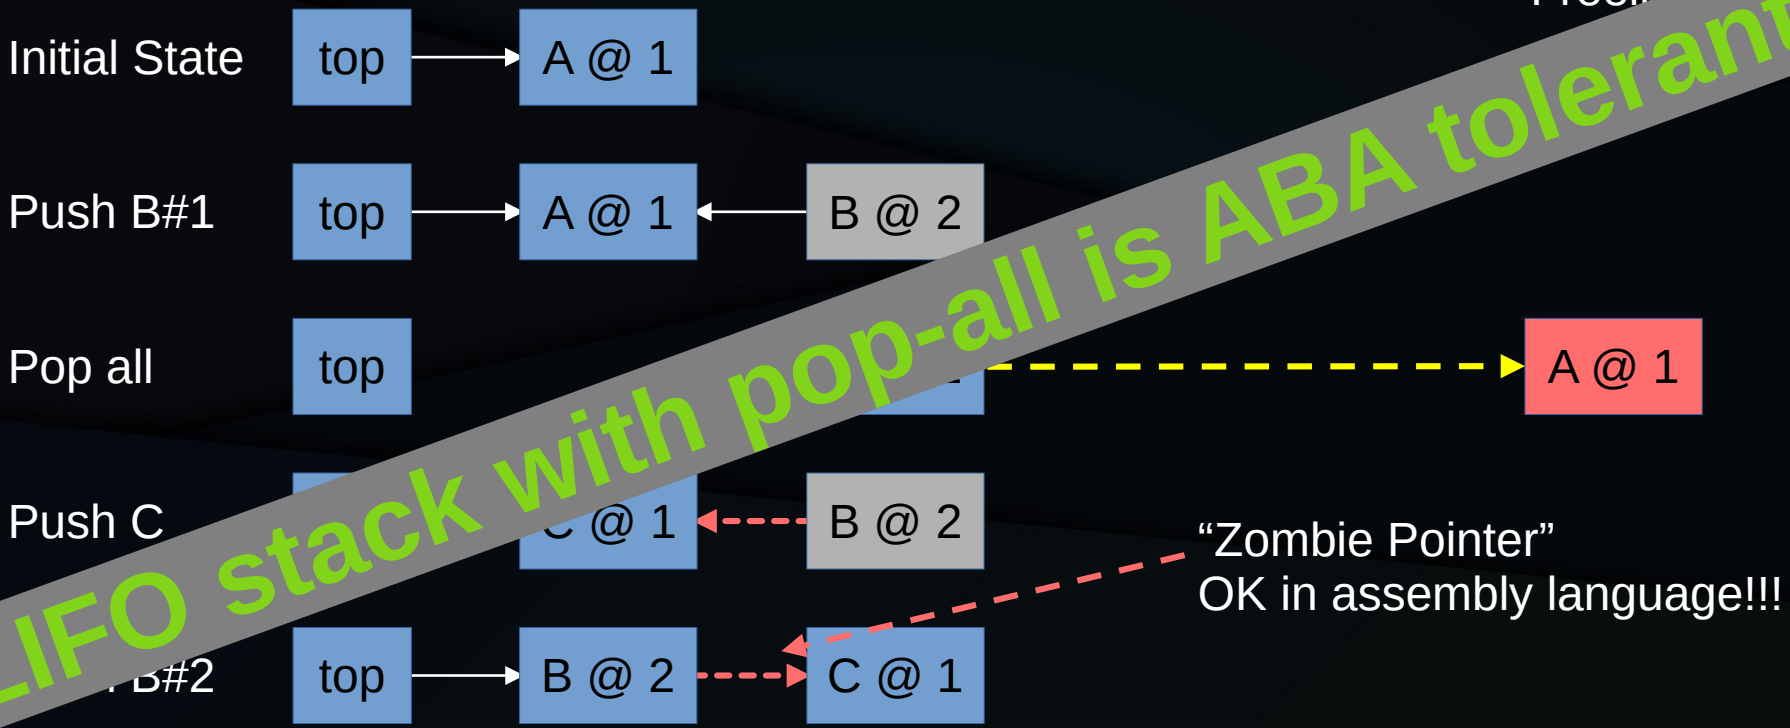 Initial State top A @ 1
Push B#1 top A @ 1 B @ 2
Pop all top A @ 1
Push C C @ 1 B @ 2
B#2 top B @ 2 C @ 1
LIFO stack with pop-all is ABA tolerant
“Zombie Pointer”
OK in assembly language!!!